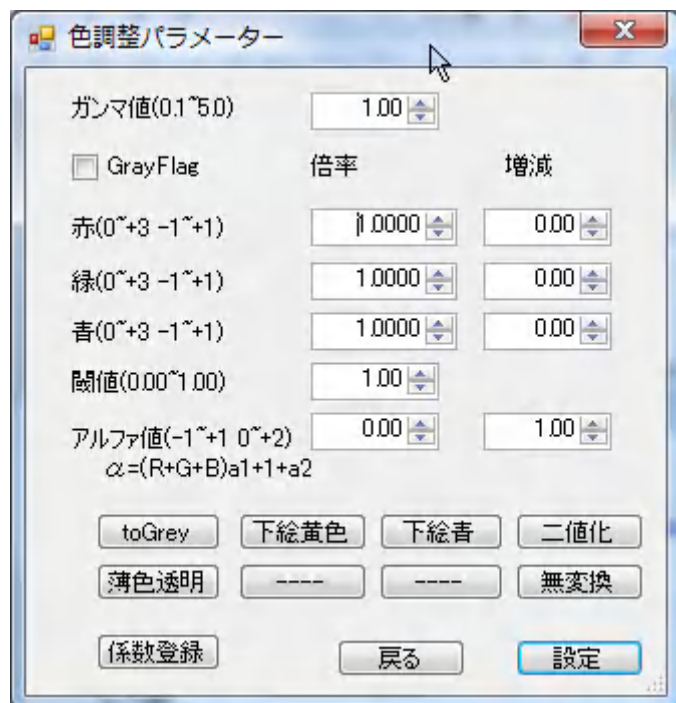 色調整パラメーター
ガンマ値(0.1~5.0) 1.00
GrayFlag 倍率 増減
赤(0~+3 -1~+1) 1.0000 0.00
緑(0~+3 -1~+1) 1.0000 0.00
青(0~+3 -1~+1) 1.0000 0.00
閾値(0.00~1.00) 1.00
アルファ値(-1~+1 0~+2) 0.00 1.00
α=(R+G+B)a1+1+a2
toGrey 下絵黄色 下絵青 二値化
薄色透明 ---- ---- 無変換
係数登録 戻る 設定